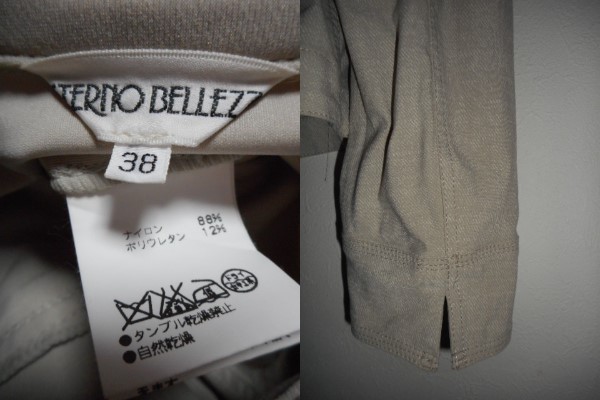 TERNO BELLEZ
38
ナイロン 88%
ポリウレタン 12%
●タンブル乾燥禁止
●自然乾燥